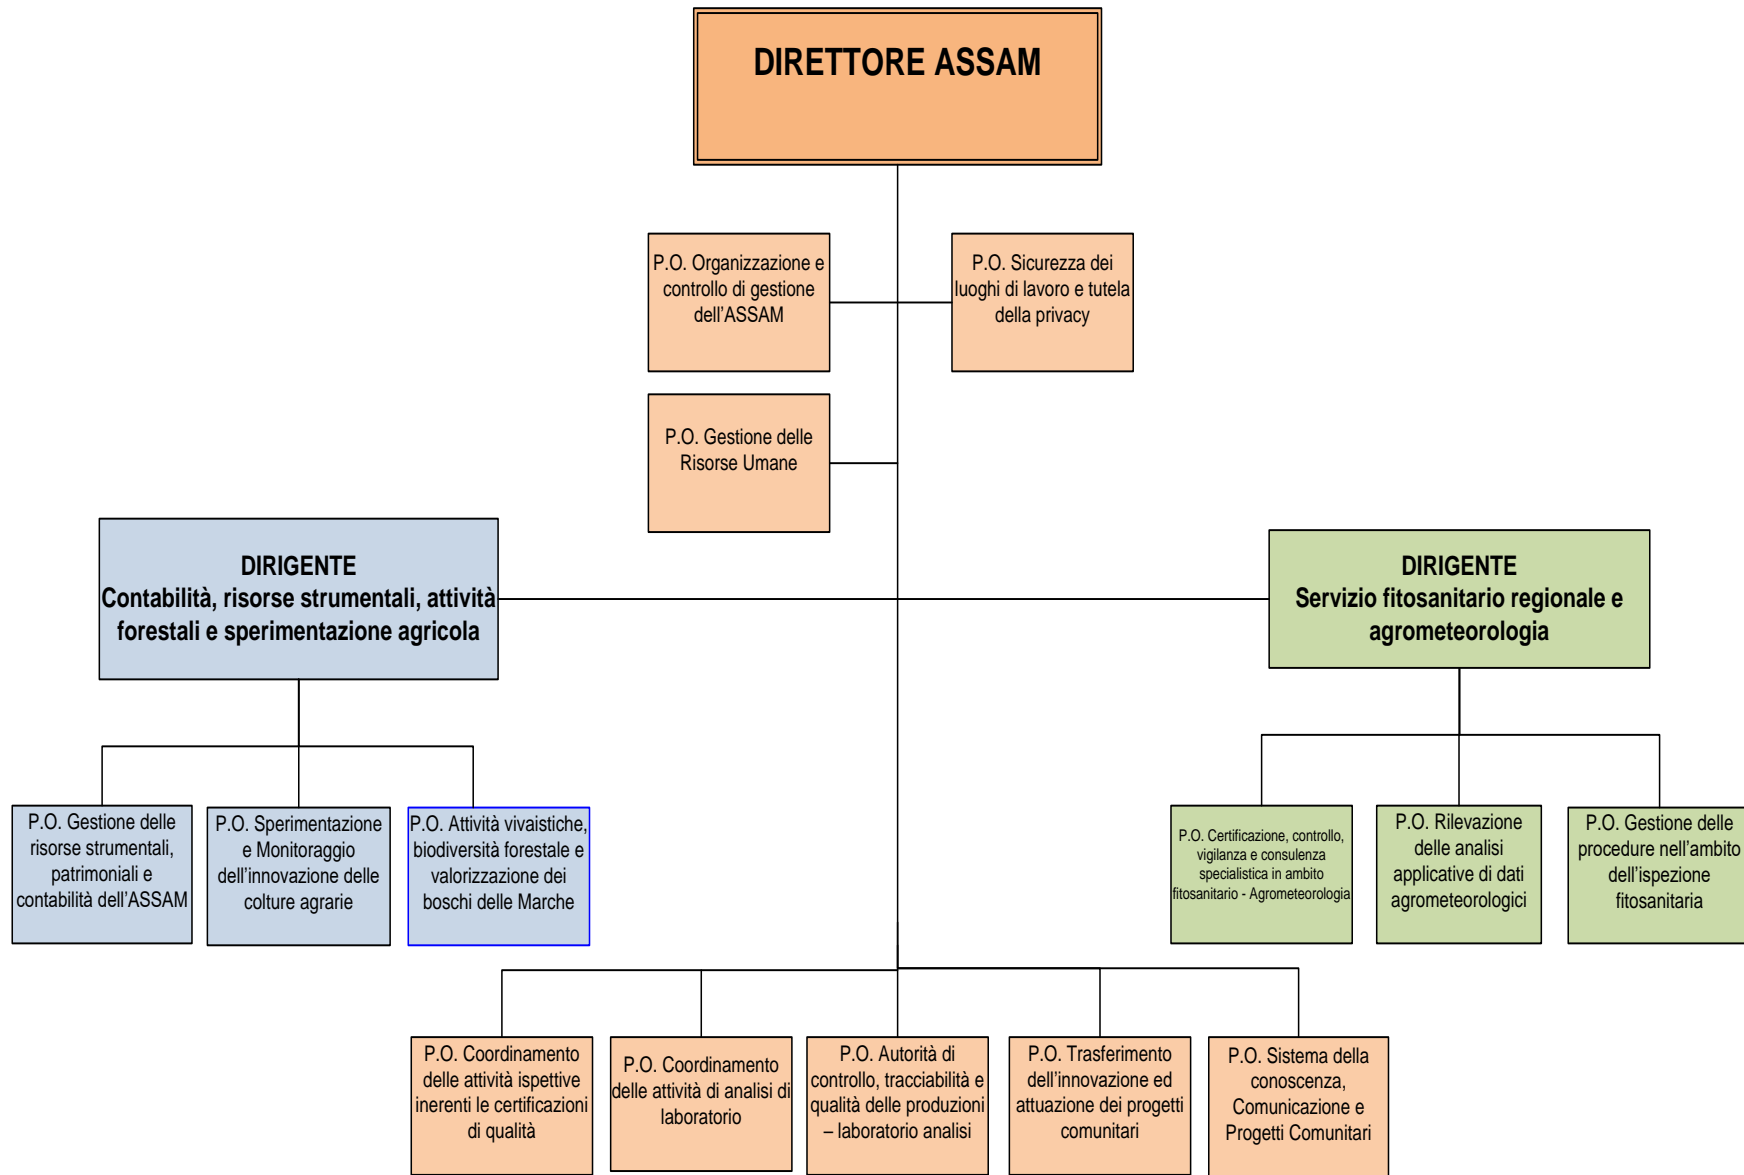 DIRETTORE ASSAM
P.O. Organizzazione e
controllo di gestione
dell’ASSAM
P.O. Sicurezza dei
luoghi di lavoro e tutela
della privacy
P.O. Gestione delle
Risorse Umane
DIRIGENTE
Contabilità, risorse strumentali, attività
forestali e sperimentazione agricola
DIRIGENTE
Servizio fitosanitario regionale e
agrometeorologia
P.O. Gestione delle
risorse strumentali,
patrimoniali e
contabilità dell’ASSAM
P.O. Sperimentazione
e Monitoraggio
dell’innovazione delle
colture agrarie
P.O. Attività vivaistiche,
biodiversità forestale e
valorizzazione dei
boschi delle Marche
P.O. Certificazione, controllo,
vigilanza e consulenza
specialistica in ambito
fitosanitario - Agrometeorologia
P.O. Rilevazione
delle analisi
applicative di dati
agrometeorologici
P.O. Gestione delle
procedure nell’ambito
dell’ispezione
fitosanitaria
P.O. Coordinamento
delle attività ispettive
inerenti le certificazioni
di qualità
P.O. Coordinamento
delle attività di analisi di
laboratorio
P.O. Autorità di
controllo, tracciabilità e
qualità delle produzioni
– laboratorio analisi
P.O. Trasferimento
dell’innovazione ed
attuazione dei progetti
comunitari
P.O. Sistema della
conoscenza,
Comunicazione e
Progetti Comunitari